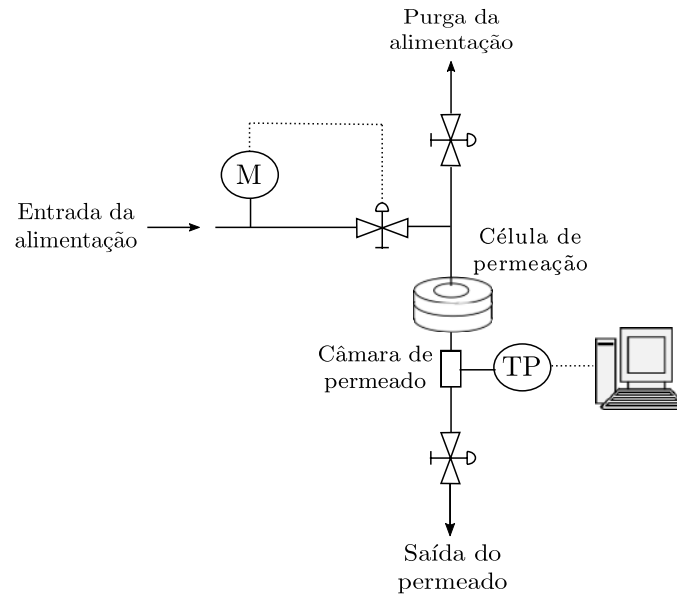 Purga da
alimentação
M
Entrada da
alimentação
Célula de
permeação
Câmara de
permeado
TP
Saída do
permeado